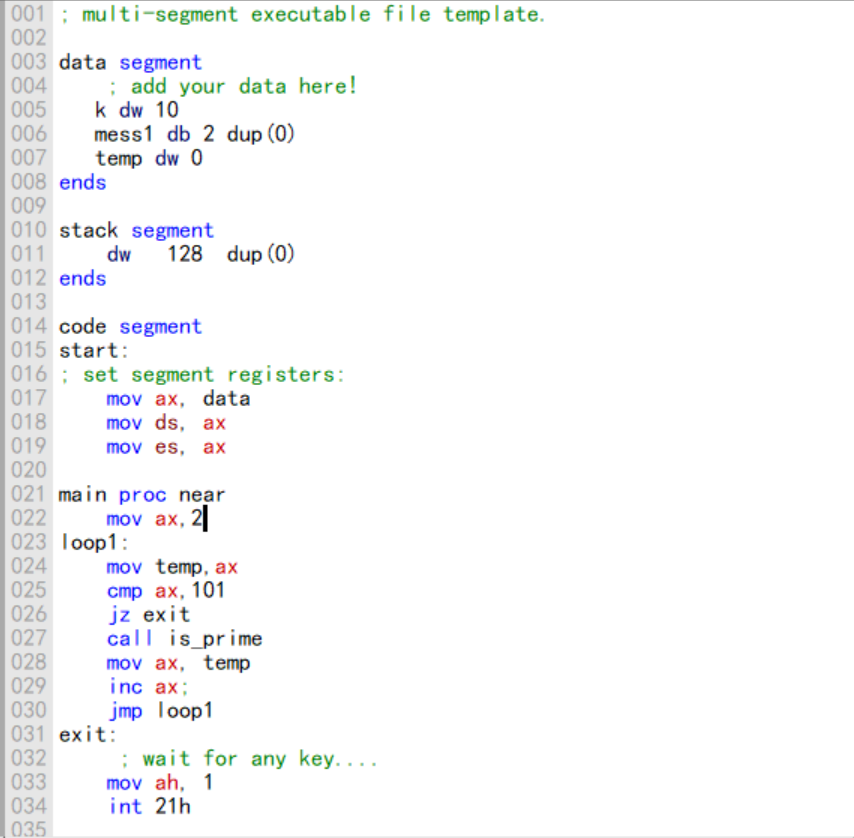 001 ; multi-segment executable file template.
002
003 data segment
004     ; add your data here!
005    k dw 10
006    mess1 db 2 dup(0)
007    temp dw 0
008 ends
009
010 stack segment
011     dw   128  dup(0)
012 ends
013
014 code segment
015 start:
016 ; set segment registers:
017     mov ax, data
018     mov ds, ax
019     mov es, ax
020
021 main proc near
022     mov ax,2
023 loop1:
024     mov temp,ax
025     cmp ax,101
026     jz exit
027     call is_prime
028     mov ax, temp
029     inc ax;
030     jmp loop1
031 exit:
032      ; wait for any key....
033     mov ah, 1
034     int 21h
035